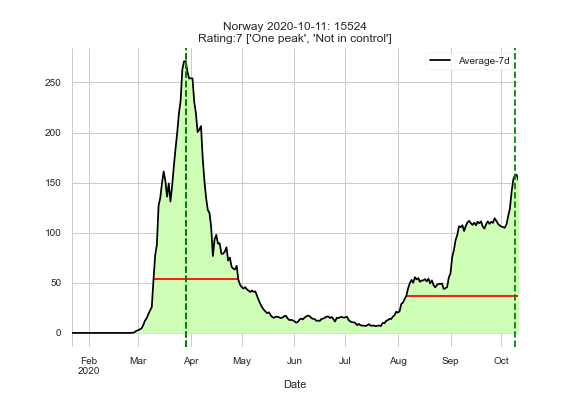 Norway 2020-10-11: 15524
Rating:7 ['One peak', 'Not in control']
Average-7d
250
200
150
100
50
0
Feb
2020
Mar
Apr
May
Jun
Jul
Aug
Sep
Oct
Date